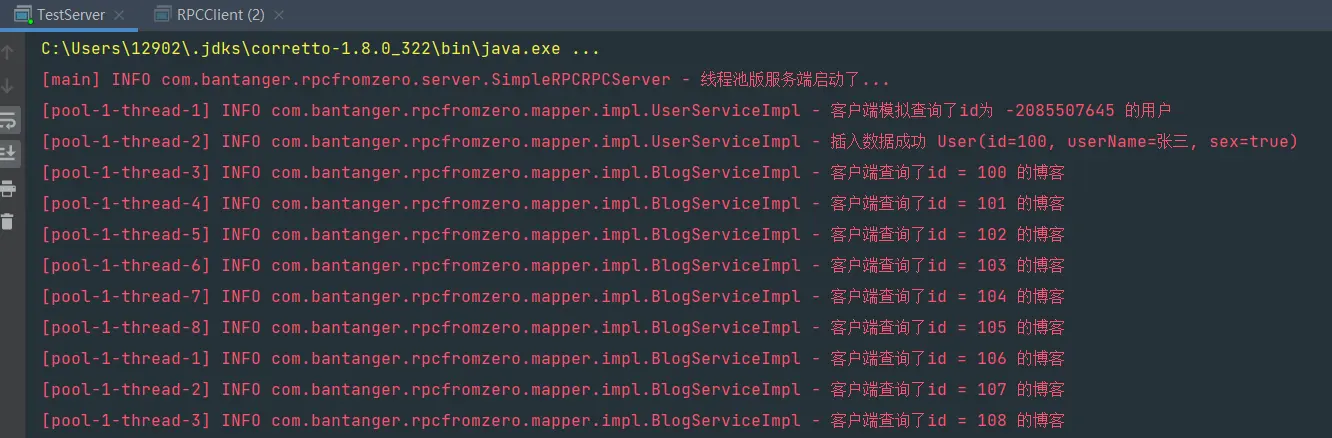 TestServer RPCClient (2)
C:\Users\12902\.jdks\corretto-1.8.0_322\bin\java.exe ...
[main] INFO com.bantanger.rpcfromzero.server.SimpleRPCRPCServer - 线程池版服务端启动了...
[pool-1-thread-1] INFO com.bantanger.rpcfromzero.mapper.impl.UserServiceImpl - 客户端模拟查询了id为 -2085507645 的用户
[pool-1-thread-2] INFO com.bantanger.rpcfromzero.mapper.impl.UserServiceImpl - 插入数据成功 User(id=100, userName=张三, sex=true)
[pool-1-thread-3] INFO com.bantanger.rpcfromzero.mapper.impl.BlogServiceImpl - 客户端查询了id = 100 的博客
[pool-1-thread-4] INFO com.bantanger.rpcfromzero.mapper.impl.BlogServiceImpl - 客户端查询了id = 101 的博客
[pool-1-thread-5] INFO com.bantanger.rpcfromzero.mapper.impl.BlogServiceImpl - 客户端查询了id = 102 的博客
[pool-1-thread-6] INFO com.bantanger.rpcfromzero.mapper.impl.BlogServiceImpl - 客户端查询了id = 103 的博客
[pool-1-thread-7] INFO com.bantanger.rpcfromzero.mapper.impl.BlogServiceImpl - 客户端查询了id = 104 的博客
[pool-1-thread-8] INFO com.bantanger.rpcfromzero.mapper.impl.BlogServiceImpl - 客户端查询了id = 105 的博客
[pool-1-thread-1] INFO com.bantanger.rpcfromzero.mapper.impl.BlogServiceImpl - 客户端查询了id = 106 的博客
[pool-1-thread-2] INFO com.bantanger.rpcfromzero.mapper.impl.BlogServiceImpl - 客户端查询了id = 107 的博客
[pool-1-thread-3] INFO com.bantanger.rpcfromzero.mapper.impl.BlogServiceImpl - 客户端查询了id = 108 的博客